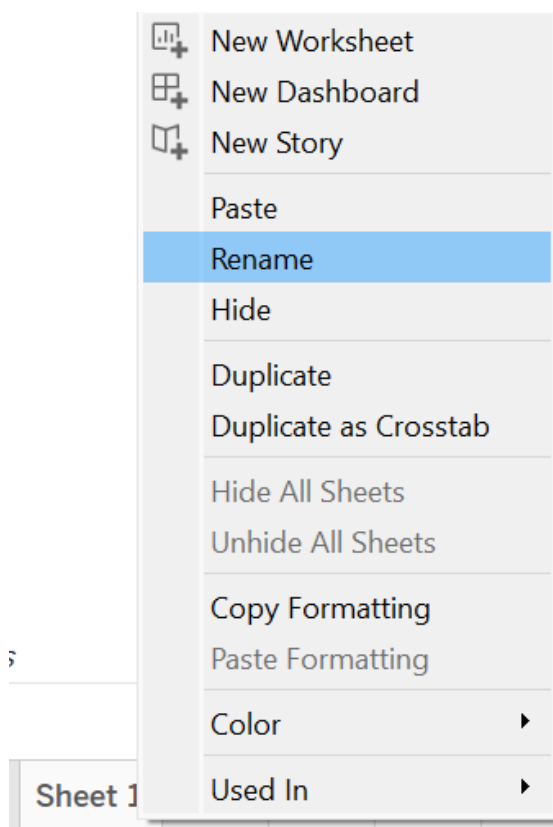 New Worksheet
New Dashboard
New Story
Paste
Rename
Hide
Duplicate
Duplicate as Crosstab
Hide All Sheets
Unhide All Sheets
Copy Formatting
Paste Formatting
Color
Used In
Sheet 1